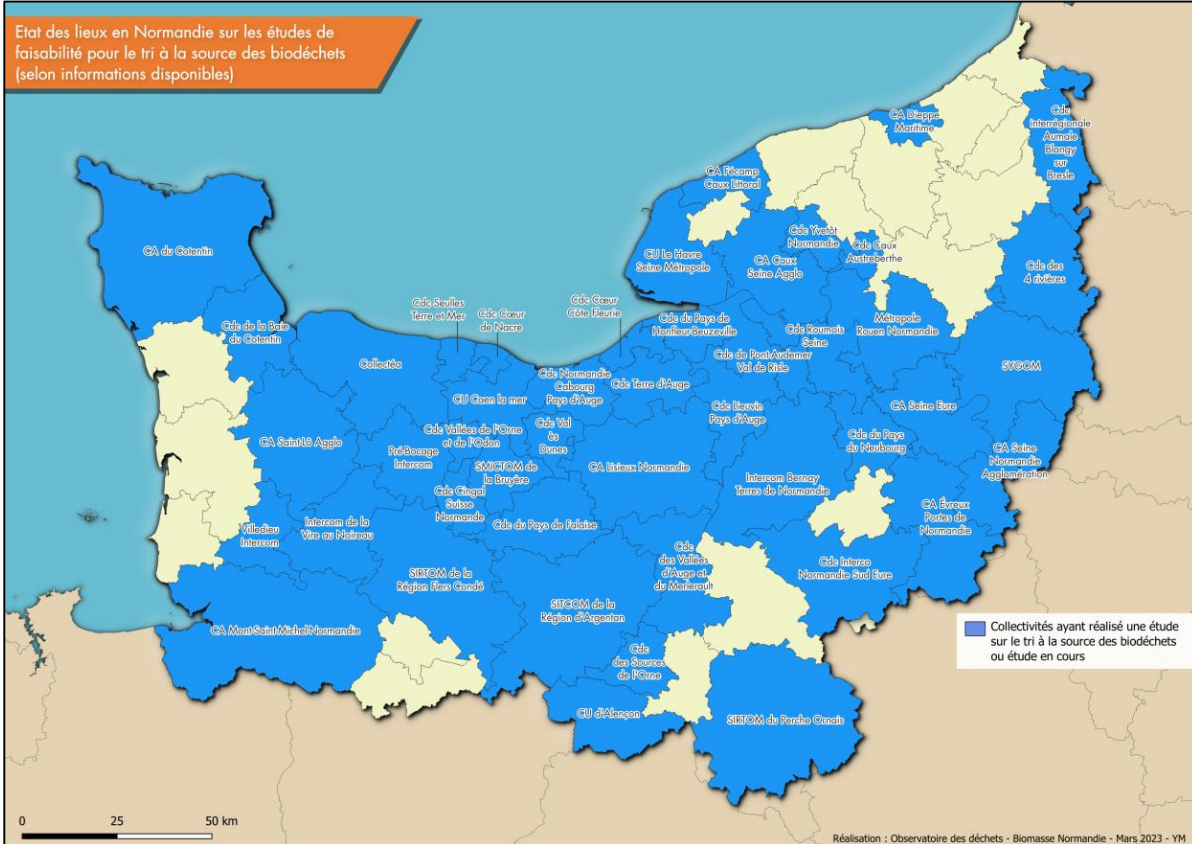 Etat des lieux en Normandie sur les études de
faisabilité pour le tri à la source des biodéchets
(selon informations disponibles)
CA Dieppe
Maritime
Cdc
interrégionale
Aumale
Blangy
sur
Bresle
CA Fécamp
Caux Littoral
Cdc Yvetôt
Normandie
Cdc Caux
Austreberthe
CA du Cotentin
CU Le Havre
Seine Métropole
CA Caux
Seine Agglo
Cdc des
4 rivières
Cdc Seulles
Terre et Mer
Cdc Cœur
de Nacre
Cdc Cœur
Côte Fleurie
Cdc du Pays de
Honfleur-Beuzeville
Cdc Roumois
Seine
Métropole
Rouen Normandie
Cdc de la Baie
du Cotentin
Collectéa
Cdc de Pont-Audemer
Val de Risle
SYGOM
Cdc Normandie
Cabourg
Pays d'Auge
Cdc Terre d'Auge
CU Caen la mer
Cdc Lieuvin
Pays d'Auge
CA Seine Eure
CA Saint-Lô Agglo
Cdc Vallées de l'Orne
et de l'Odon
Cdc Val
ès
Dunes
Pré-Bocage
Intercom
SMICTOM de
la Bruyère
CA Lisieux Normandie
Cdc du Pays
du Neubourg
CA Seine
Normandie
Agglomération
Intercom Bernay
Terres de Normandie
Cdc Cingal
Suisse
Normande
CA Évreux
Portes de
Normandie
Villedieu
Intercom
Intercom de la
Vire au Noireau
Cdc du Pays de Falaise
Cdc
des Vallées
d'Auge et
du Merlerault
Cdc Interco
Normandie Sud Eure
SIRTOM de la
Région Flers Condé
SITCOM de la
Région d'Argentan
CA Mont-Saint-Michel-Normandie
Cdc
des Sources
de l'Orne
CU d'Alençon
SIRTOM du Perche Ornais
Collectivités ayant réalisé une étude
sur le tri à la source des biodéchets
ou étude en cours
0 25 50 km
Réalisation : Observatoire des déchets - Biomasse Normandie - Mars 2023 - YM